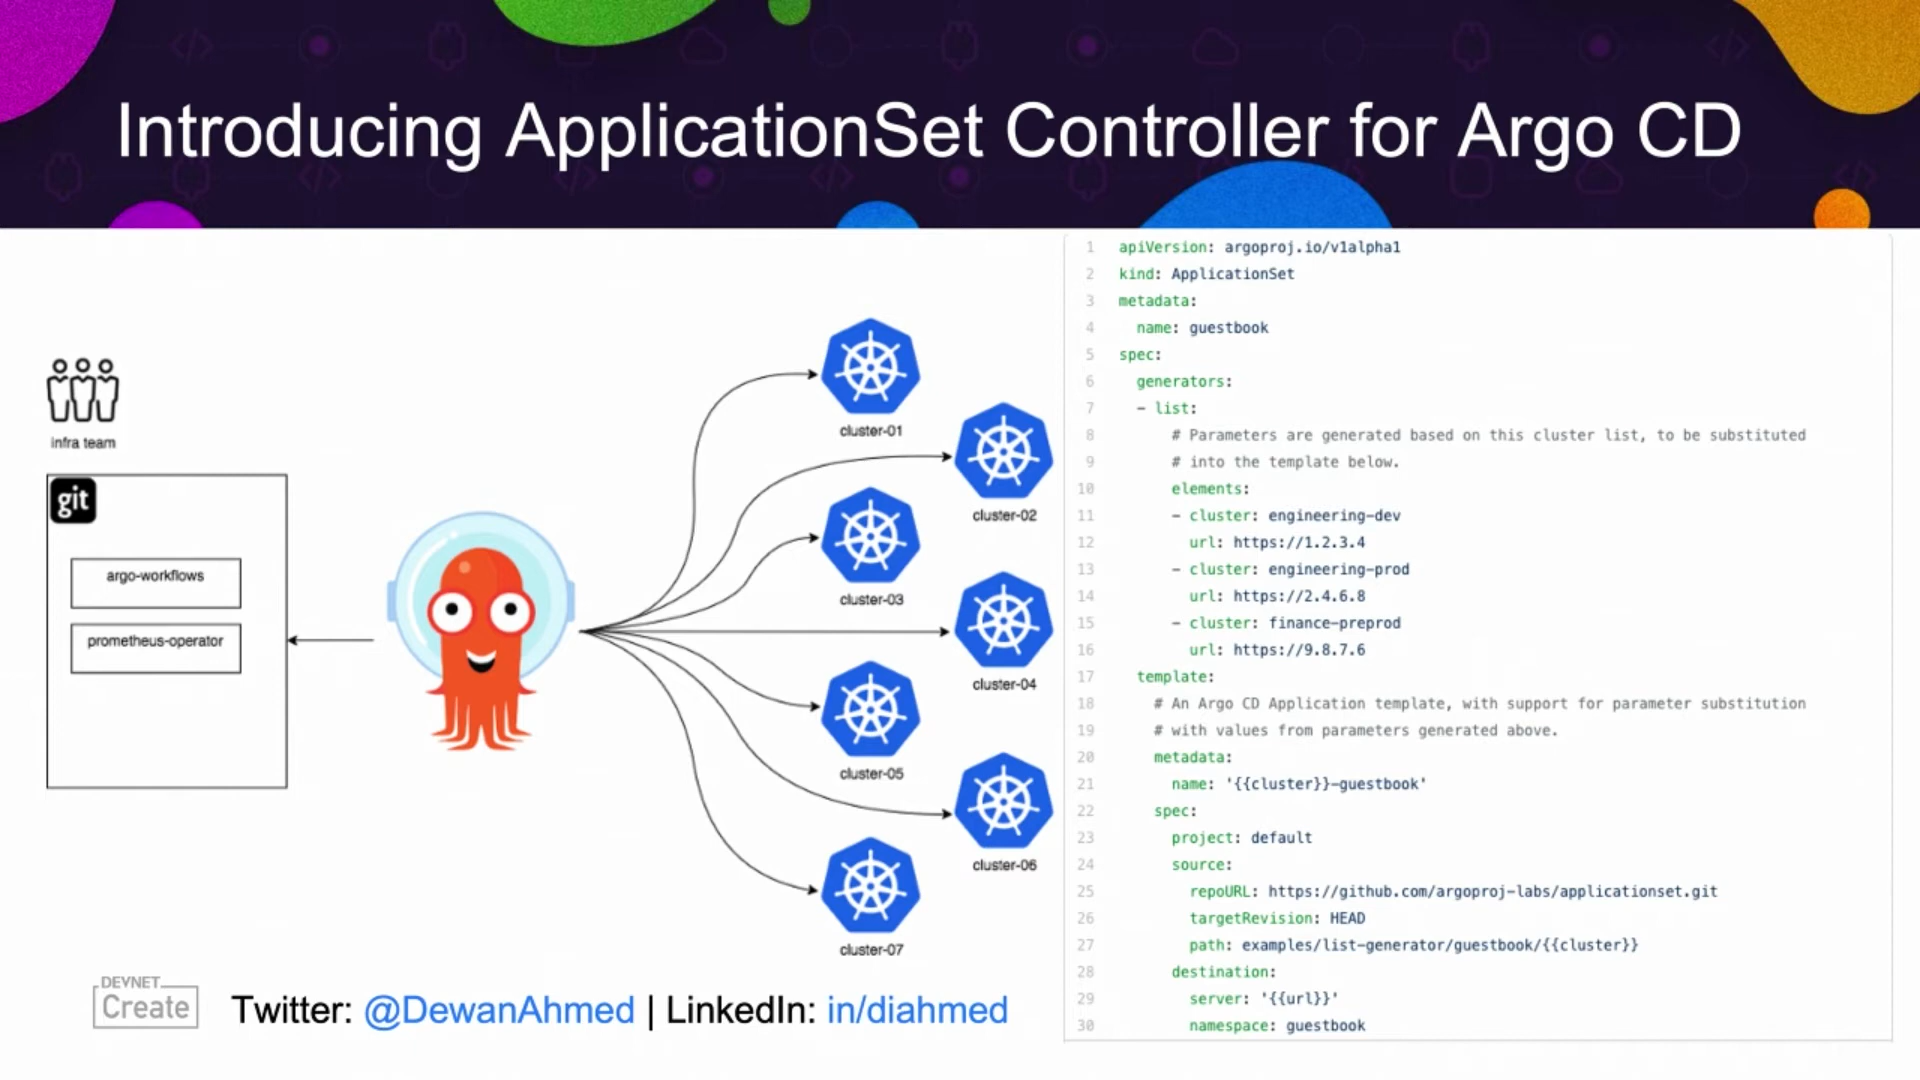 Introducing ApplicationSet Controller for Argo CD
infra team
git
argo-workflows
prometheus-operator
cluster-01
cluster-02
cluster-03
cluster-04
cluster-05
cluster-06
cluster-07
1 apiVersion: argoproj.io/v1alpha1
2 kind: ApplicationSet
3 metadata:
4   name: guestbook
5 spec:
6   generators:
7   - list:
8       # Parameters are generated based on this cluster list, to be substituted
9       # into the template below.
10       elements:
11       - cluster: engineering-dev
12         url: https://1.2.3.4
13       - cluster: engineering-prod
14         url: https://2.4.6.8
15       - cluster: finance-preprod
16         url: https://9.8.7.6
17   template:
18     # An Argo CD Application template, with support for parameter substitution
19     # with values from parameters generated above.
20     metadata:
21       name: '{{cluster}}-guestbook'
22     spec:
23       project: default
24       source:
25         repoURL: https://github.com/argoproj-labs/applicationset.git
26         targetRevision: HEAD
27         path: examples/list-generator/guestbook/{{cluster}}
28       destination:
29         server: '{{url}}'
30         namespace: guestbook
DEVNET
Create
Twitter: @DewanAhmed | LinkedIn: in/diahmed